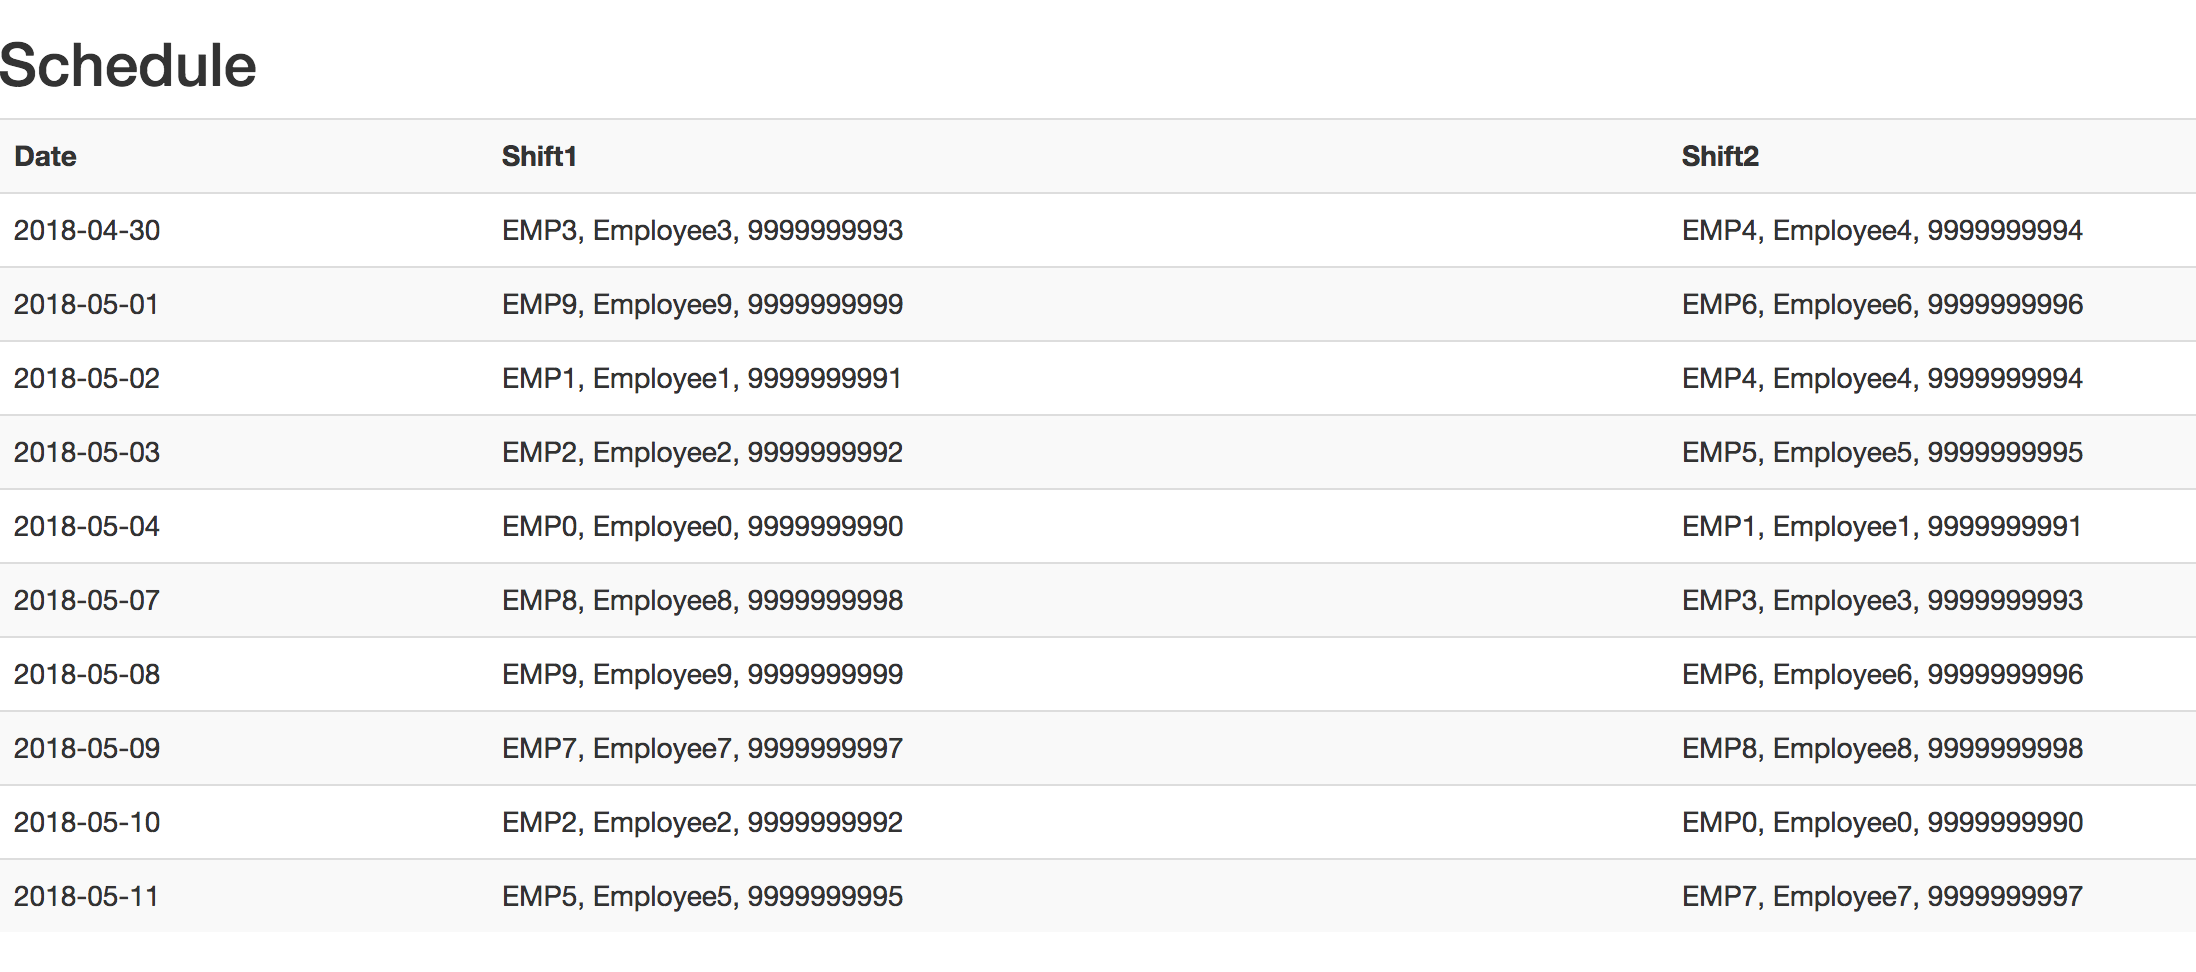 Schedule
Date Shift1 Shift2
2018-04-30 EMP3, Employee3, 9999999993 EMP4, Employee4, 9999999994
2018-05-01 EMP9, Employee9, 9999999999 EMP6, Employee6, 9999999996
2018-05-02 EMP1, Employee1, 9999999991 EMP4, Employee4, 9999999994
2018-05-03 EMP2, Employee2, 9999999992 EMP5, Employee5, 9999999995
2018-05-04 EMP0, Employee0, 9999999990 EMP1, Employee1, 9999999991
2018-05-07 EMP8, Employee8, 9999999998 EMP3, Employee3, 9999999993
2018-05-08 EMP9, Employee9, 9999999999 EMP6, Employee6, 9999999996
2018-05-09 EMP7, Employee7, 9999999997 EMP8, Employee8, 9999999998
2018-05-10 EMP2, Employee2, 9999999992 EMP0, Employee0, 9999999990
2018-05-11 EMP5, Employee5, 9999999995 EMP7, Employee7, 9999999997